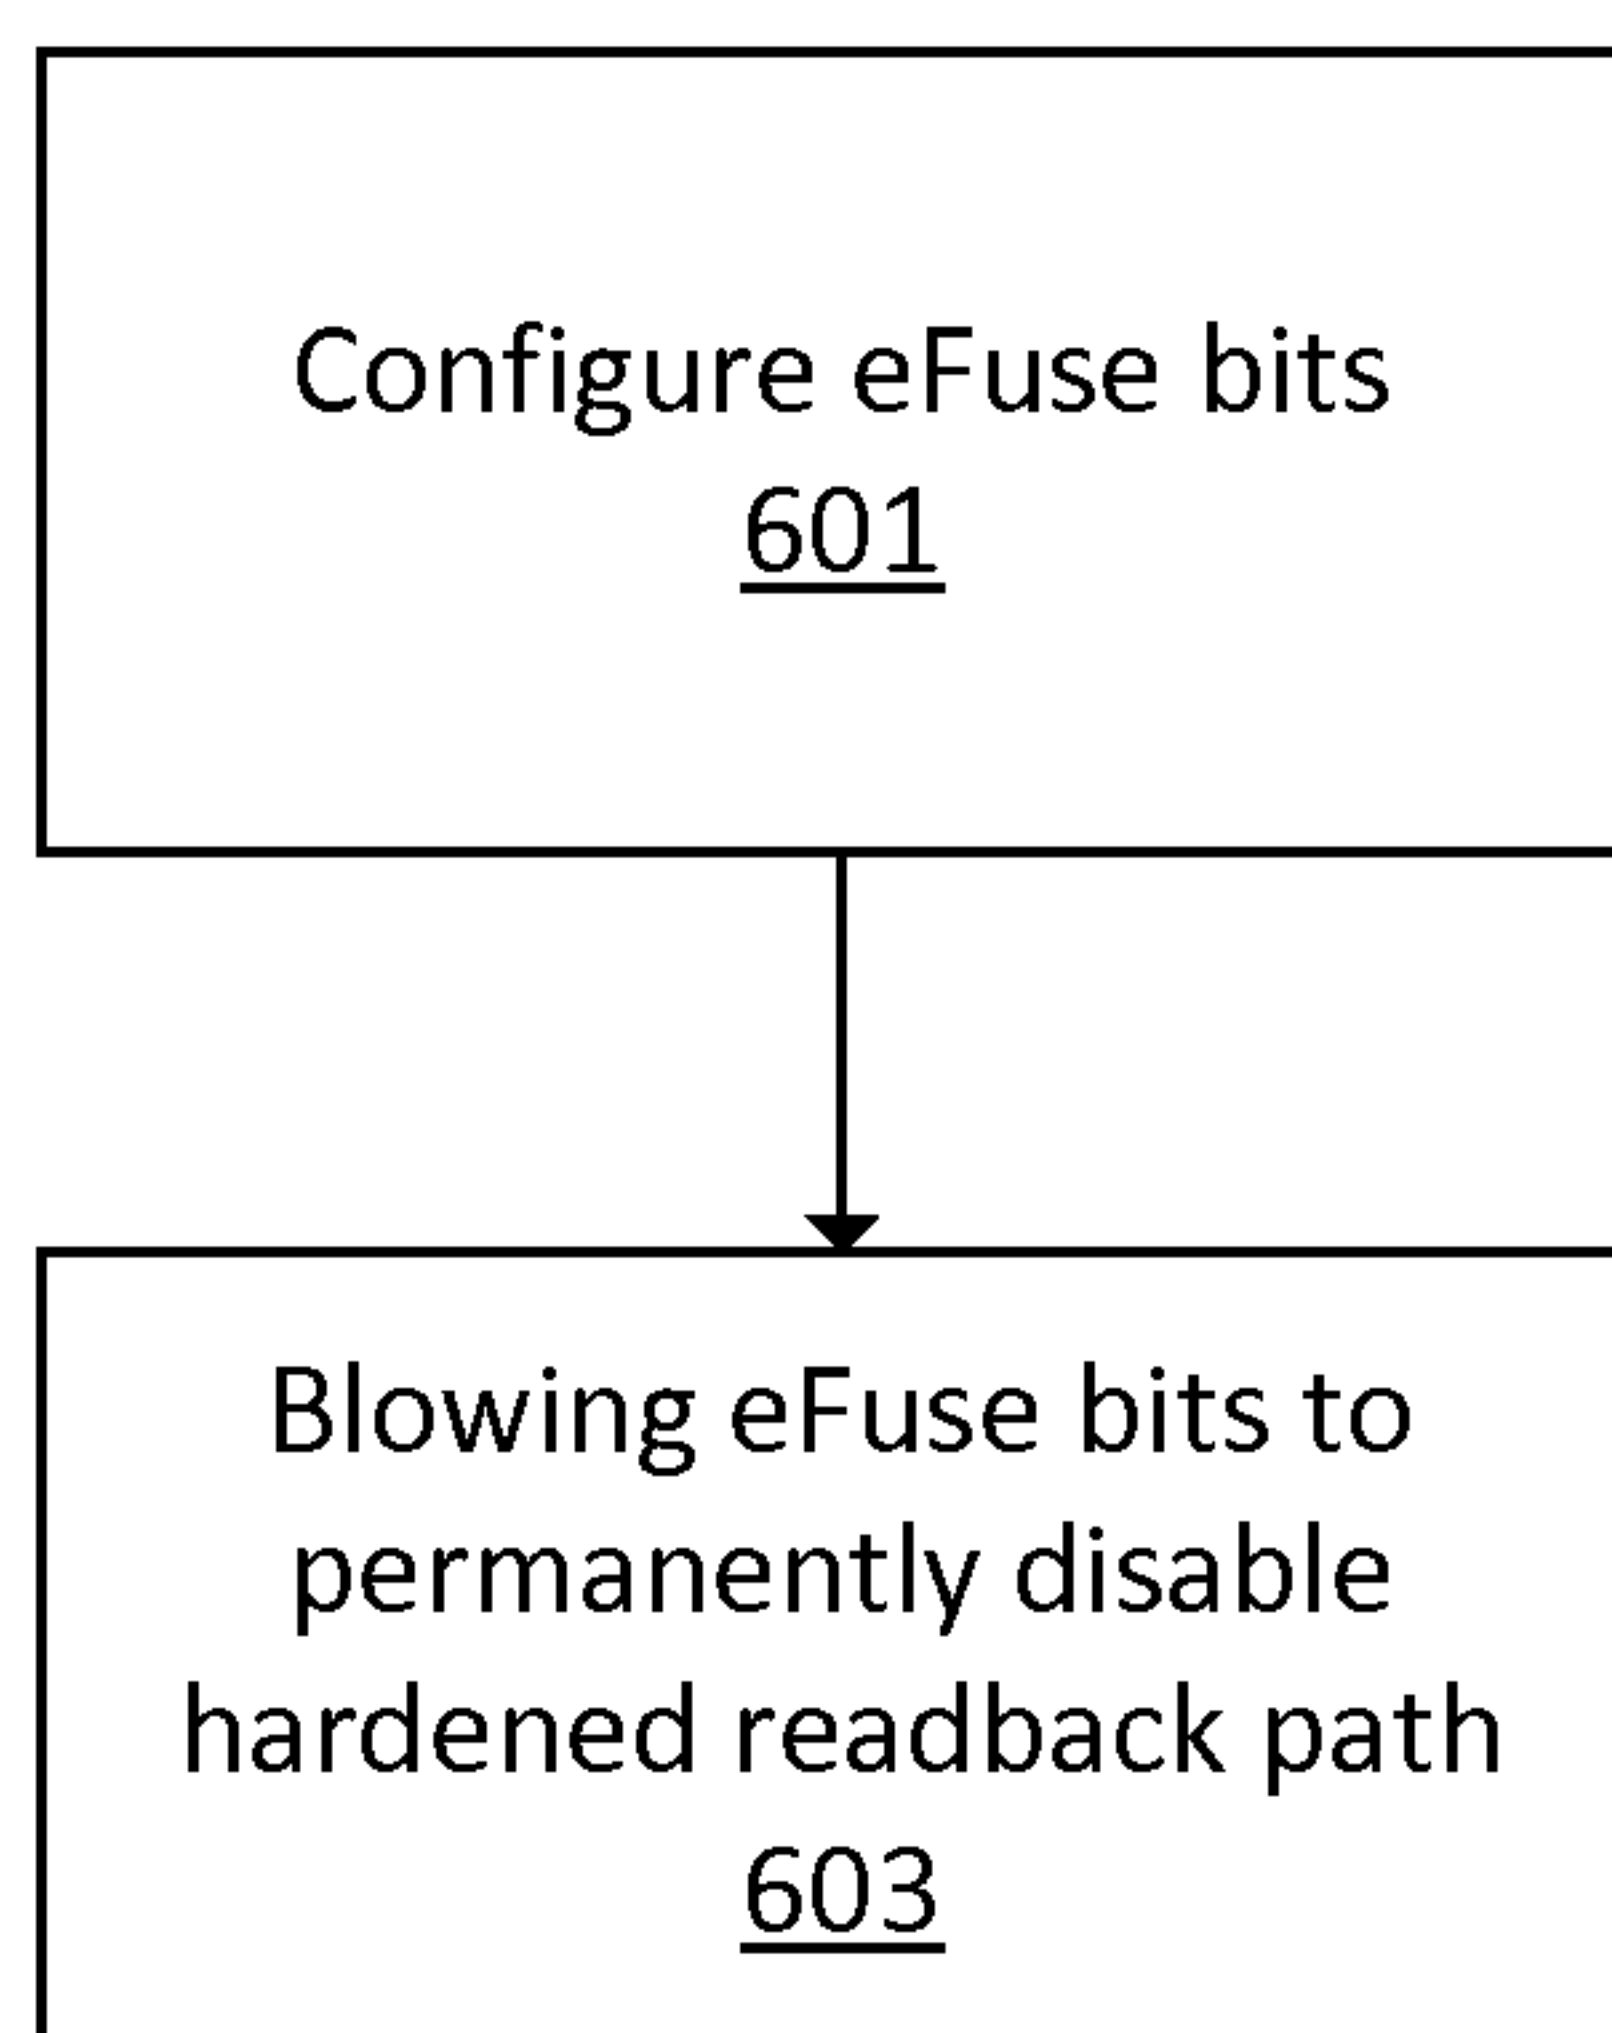 Configure eFuse bits
601
Blowing eFuse bits to
permanently disable
hardened readback path
603